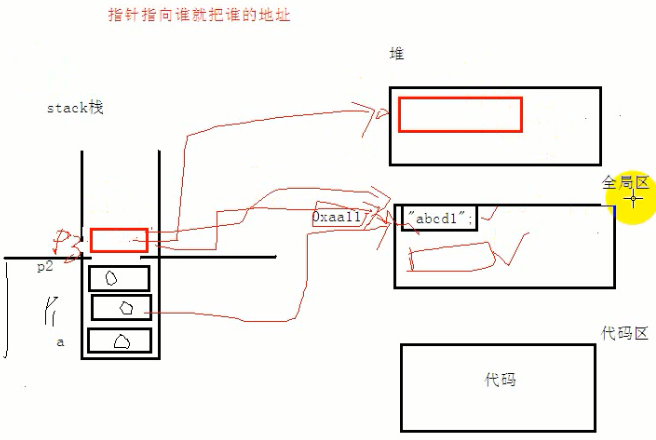 指针指向谁就把谁的地址
堆
stack栈
全局区
0xaa11
"abcd1";
p2
a
代码区
代码